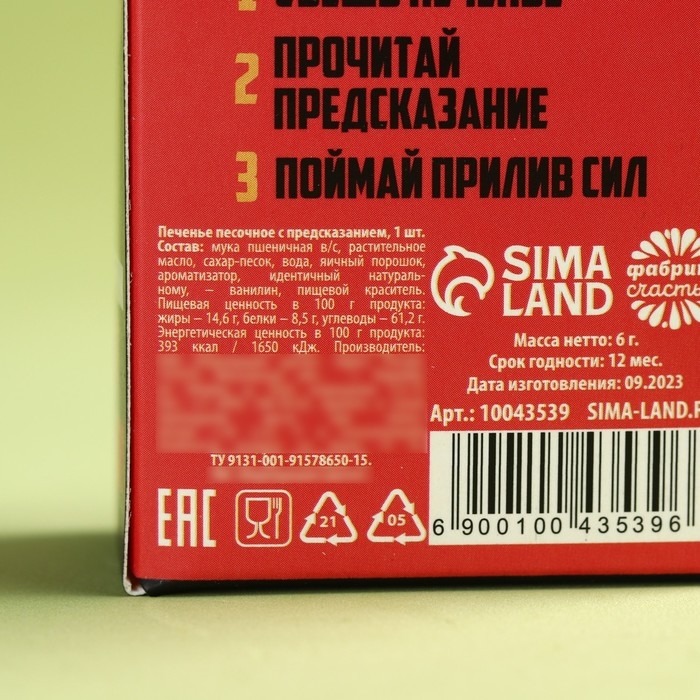 1
2 ПРОЧИТАЙ
ПРЕДСКАЗАНИЕ
3 ПОЙМАЙ ПРИЛИВ СИЛ
Печенье песочное с предсказанием, 1 шт.
Состав: мука пшеничная в/с, растительное
масло, сахар-песок, вода, яичный порошок,
ароматизатор, идентичный натураль-
ному, – ванилин, пищевой краситель.
Пищевая ценность в 100 г продукта:
жиры – 14,6 г, белки – 8,5 г, углеводы – 61,2 г.
Энергетическая ценность в 100 г продукта:
393 ккал / 1650 кДж. Производитель:
ТУ 9131-001-91578650-15.
EAC
21
05
SIMA
LAND
фабрик
счасть
Масса нетто: 6 г.
Срок годности: 12 мес.
Дата изготовления: 09.2023
Арт.: 10043539 SIMA-LAND.R
6 900100 435396